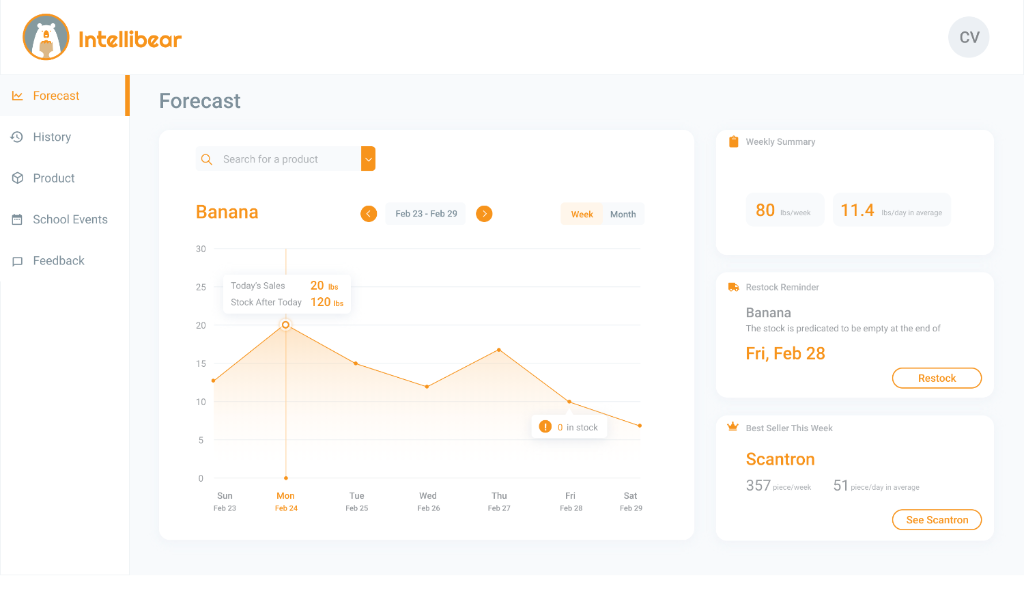 Intellibear
CV
Forecast
History
Product
School Events
Feedback
Forecast
Search for a product
Banana
Feb 23 - Feb 29
Week
Month
30
25
20
15
10
5
0
Today's Sales 20 lbs
Stock After Today 120 lbs
! 0 in stock
Sun Mon Tue Wed Thu Fri Sat
Feb 23 Feb 24 Feb 25 Feb 26 Feb 27 Feb 28 Feb 29
Weekly Summary
80 lbs/week 11.4 lbs/day in average
Restock Reminder
Banana
The stock is predicated to be empty at the end of
Fri, Feb 28
Restock
Best Seller This Week
Scantron
357 piece/week 51 piece/day in average
See Scantron